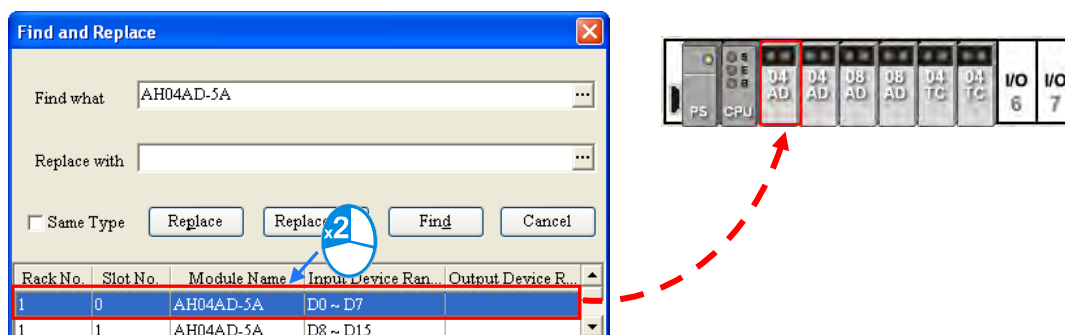 Find and Replace
Find what AH04AD-5A ...
Replace with ...
Same Type Replace Find Cancel
x2
Rack No. Slot No. Module Name Input Device Ran... Output Device R...
1 0 AH04AD-5A D0 ~ D7
1 1 AH04AD-5A D8 ~ D15
PS CPU 04 AD 04 AD 08 AD 08 AD 04 TC 04 TC I/O 6 I/O 7